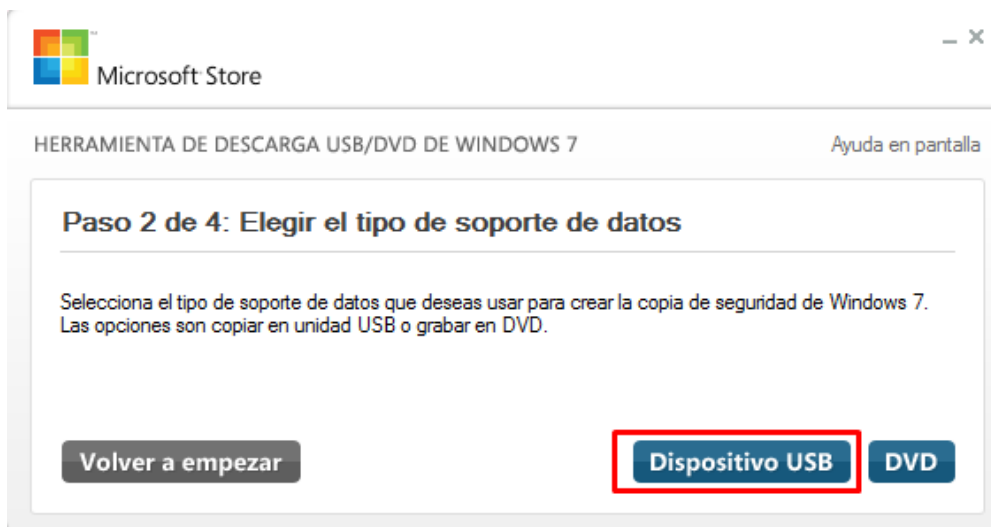 Microsoft Store
HERRAMIENTA DE DESCARGA USB/DVD DE WINDOWS 7
Ayuda en pantalla
Paso 2 de 4: Elegir el tipo de soporte de datos
Selecciona el tipo de soporte de datos que deseas usar para crear la copia de seguridad de Windows 7.
Las opciones son copiar en unidad USB o grabar en DVD.
Volver a empezar
Dispositivo USB
DVD